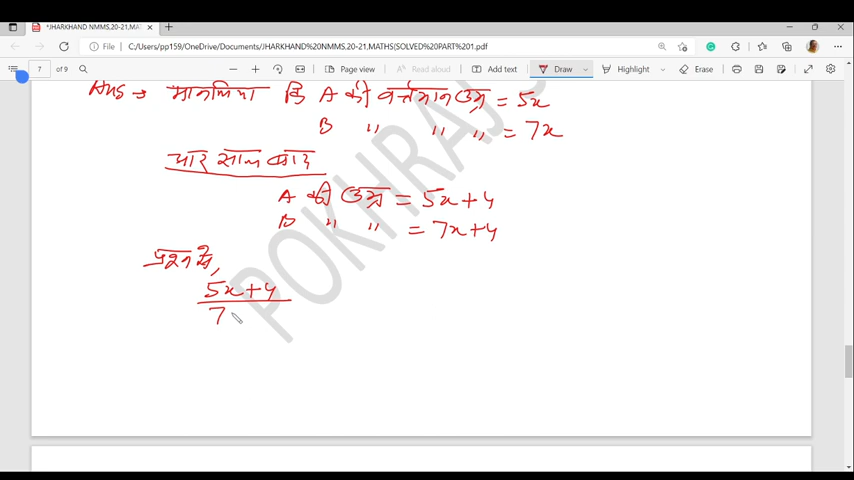 *JHARKHAND NMMS,20-21,MATHS
File
C:/Users/pp159/OneDrive/Documents/JHARKHAND%20NMMS,20-21,MATHS(SOLVED%20PART%201.pdf
7 of 9
Page view
Read aloud
Add text
Draw
Highlight
Erase
Ans → मानलिया कि A की वर्तमान उम्र = 5x
B " " " = 7x
चार साल बाद
A की उम्र = 5x+4
B " " = 7x+4
प्रश्न से,
5x+4
7
POKHRAJ